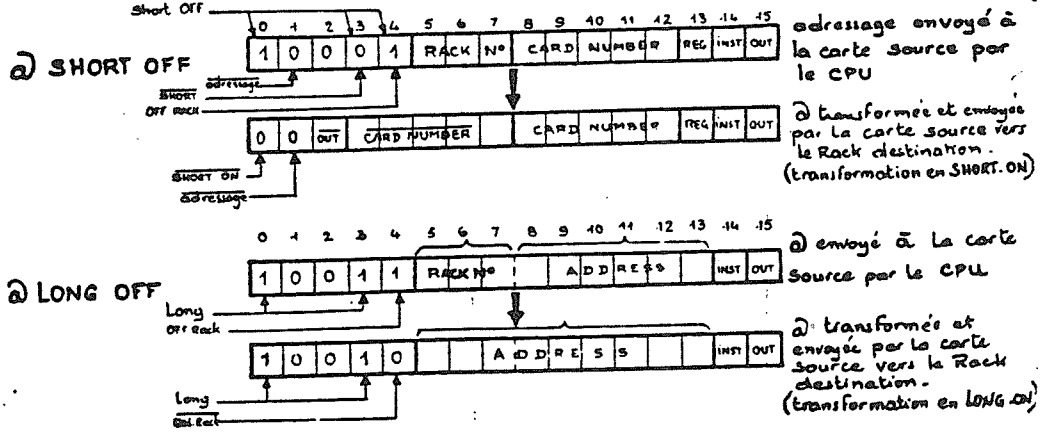 Short OFF
0 1 2 3 4 5 6 7 8 9 10 11 12 13 14 15
@ SHORT OFF
1 0 0 0 1 RACK N° CARD NUMBER REG INST OUT
adressage envoyé à
la carte source par
le CPU
adressage
SHORT
OFF RACK
0 0 OUT CARD NUMBER CARD NUMBER REG INST OUT
@ transformée et envoyée
par la carte source vers
le Rack destination.
(transformation en SHORT.ON)
SHORT ON
adressage
0 1 2 3 4 5 6 7 8 9 10 11 12 13 14 15
@ LONG OFF
1 0 0 1 1 RACK N° ADDRESS INST OUT
@ envoyé à la carte
source par le CPU
Long
OFF Rack
1 0 0 1 0 ADDRESS INST OUT
@ transformée et
envoyée par la carte
source vers le Rack
destination.
(transformation en LONG.ON)
Long
Rack